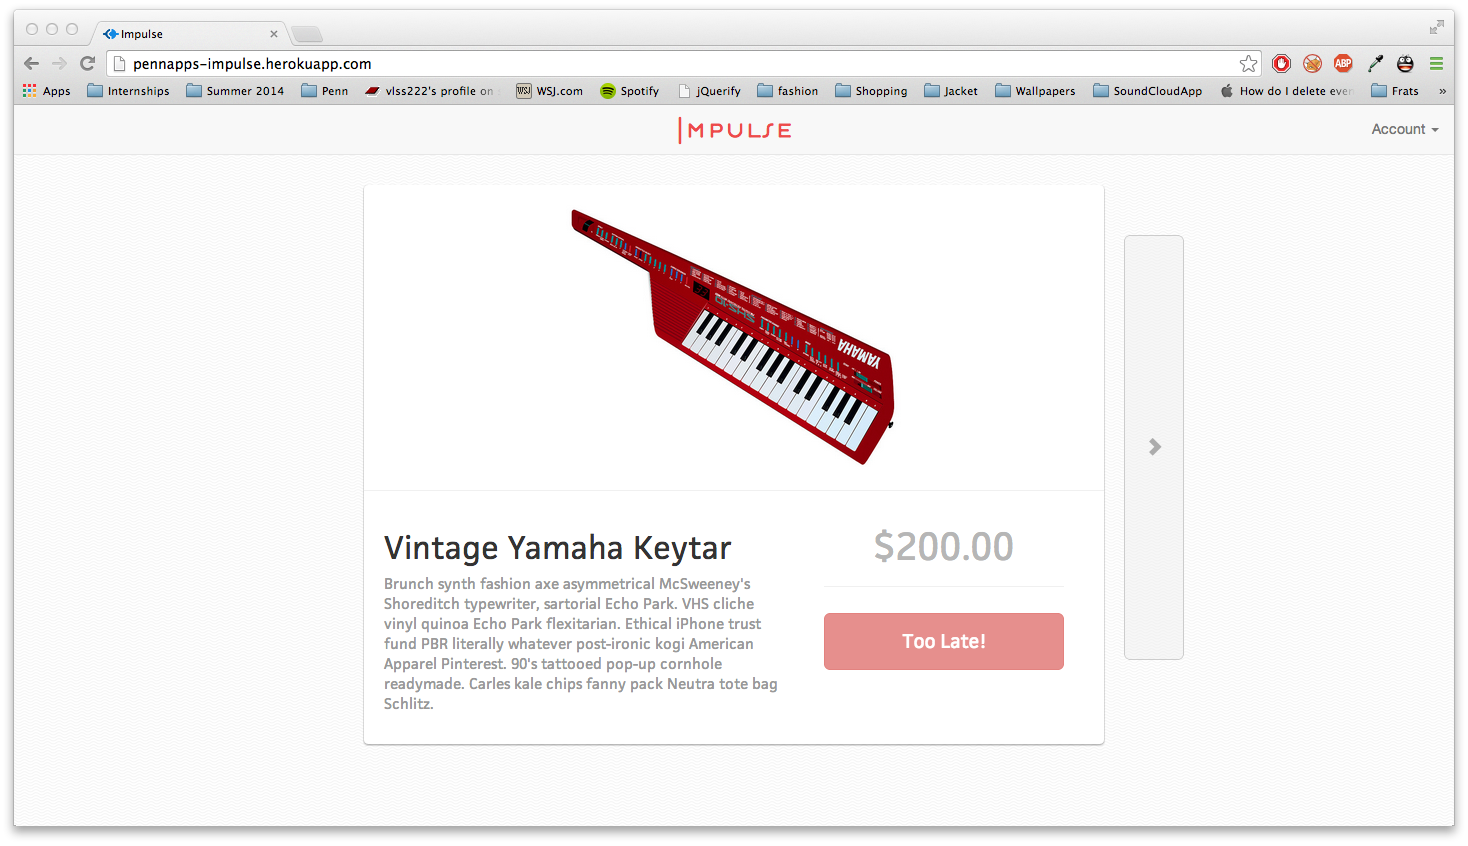 Impulse
pennapps-impulse.herokuapp.com
ABP
Apps Internships Summer 2014 Penn vlss222's profile on WSJ WSJ.com Spotify jQuerify fashion Shopping Jacket Wallpapers SoundCloudApp How do I delete Frats »
IMPULSE
Account
YAMAHA
Vintage Yamaha Keytar
$200.00
Brunch synth fashion axe asymmetrical McSweeney's
Shoreditch typewriter, sartorial Echo Park. VHS cliche
vinyl quinoa Echo Park flexitarian. Ethical iPhone trust
fund PBR literally whatever post-ironic kogi American
Apparel Pinterest. 90's tattooed pop-up cornhole
readymade. Carles kale chips fanny pack Neutra tote bag
Schlitz.
Too Late!